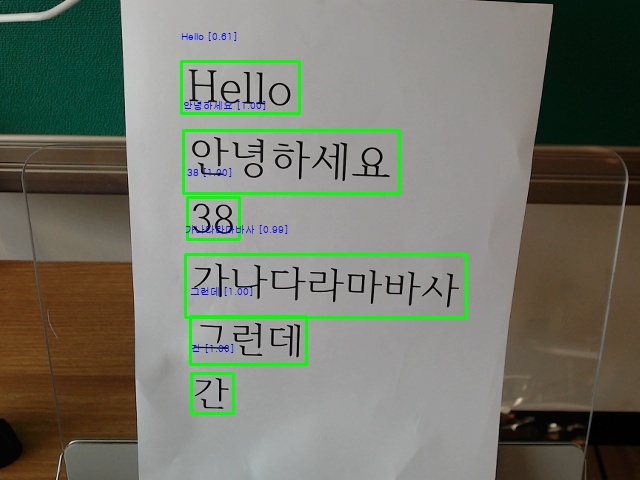 Hello [0.61]
Hello
안녕하세요 [1.00]
안녕하세요
38 [1.00]
38
가나다라마바사 [0.99]
가나다라마바사
그런데 [1.00]
그런데
간 [1.00]
간